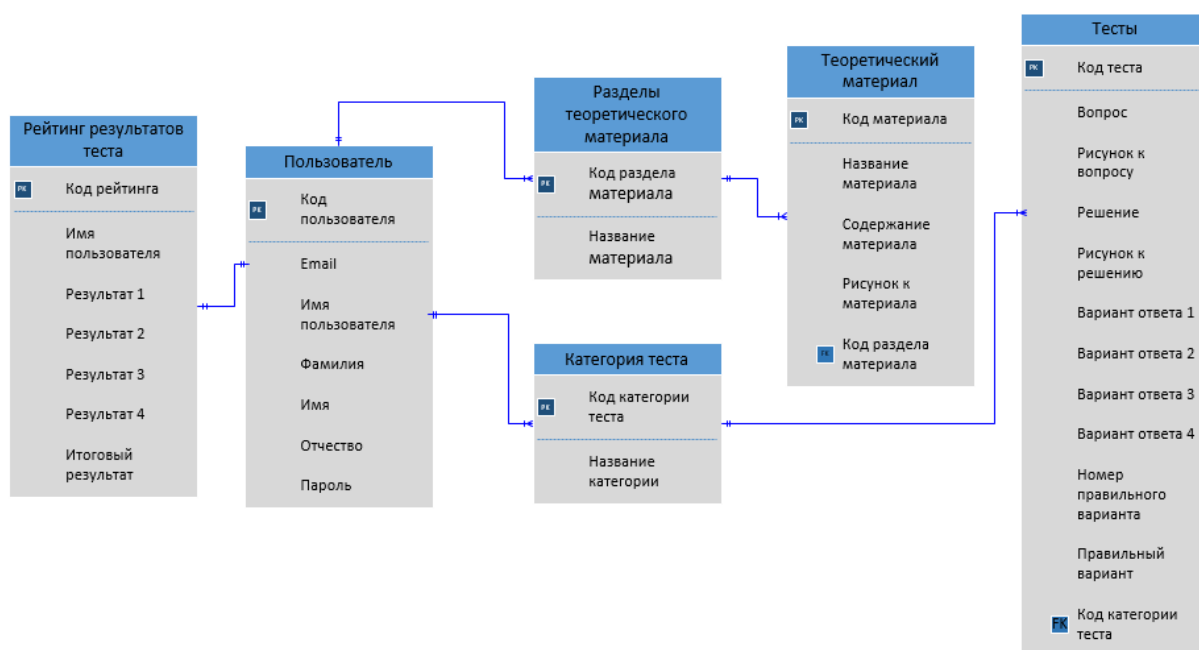 Рейтинг результатов
теста
PK
Код рейтинга
Имя
пользователя
Результат 1
Результат 2
Результат 3
Результат 4
Итоговый
результат
Пользователь
PK
Код
пользователя
Email
Имя
пользователя
Фамилия
Имя
Отчество
Пароль
Разделы
теоретического
материала
PK
Код раздела
материала
Название
материала
Категория теста
PK
Код категории
теста
Название
категории
Теоретический
материал
PK
Код материала
Название
материала
Содержание
материала
Рисунок к
материала
FK
Код раздела
материала
Тесты
PK
Код теста
Вопрос
Рисунок к
вопросу
Решение
Рисунок к
решению
Вариант ответа 1
Вариант ответа 2
Вариант ответа 3
Вариант ответа 4
Номер
правильного
варианта
Правильный
вариант
FK
Код категории
теста